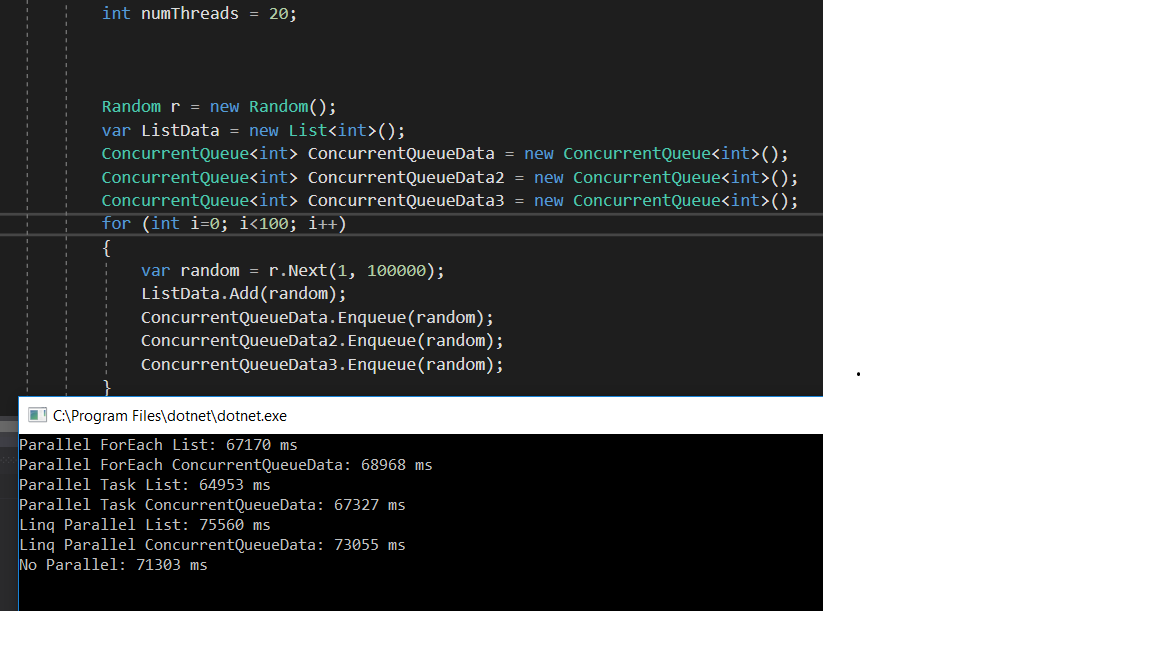 int numThreads = 20;
Random r = new Random();
var ListData = new List<int>();
ConcurrentQueue<int> ConcurrentQueueData = new ConcurrentQueue<int>();
ConcurrentQueue<int> ConcurrentQueueData2 = new ConcurrentQueue<int>();
ConcurrentQueue<int> ConcurrentQueueData3 = new ConcurrentQueue<int>();
for (int i=0; i<100; i++)
{
var random = r.Next(1, 100000);
ListData.Add(random);
ConcurrentQueueData.Enqueue(random);
ConcurrentQueueData2.Enqueue(random);
ConcurrentQueueData3.Enqueue(random);
}
.
C:\Program Files\dotnet\dotnet.exe
Parallel ForEach List: 67170 ms
Parallel ForEach ConcurrentQueueData: 68968 ms
Parallel Task List: 64953 ms
Parallel Task ConcurrentQueueData: 67327 ms
Linq Parallel List: 75560 ms
Linq Parallel ConcurrentQueueData: 73055 ms
No Parallel: 71303 ms